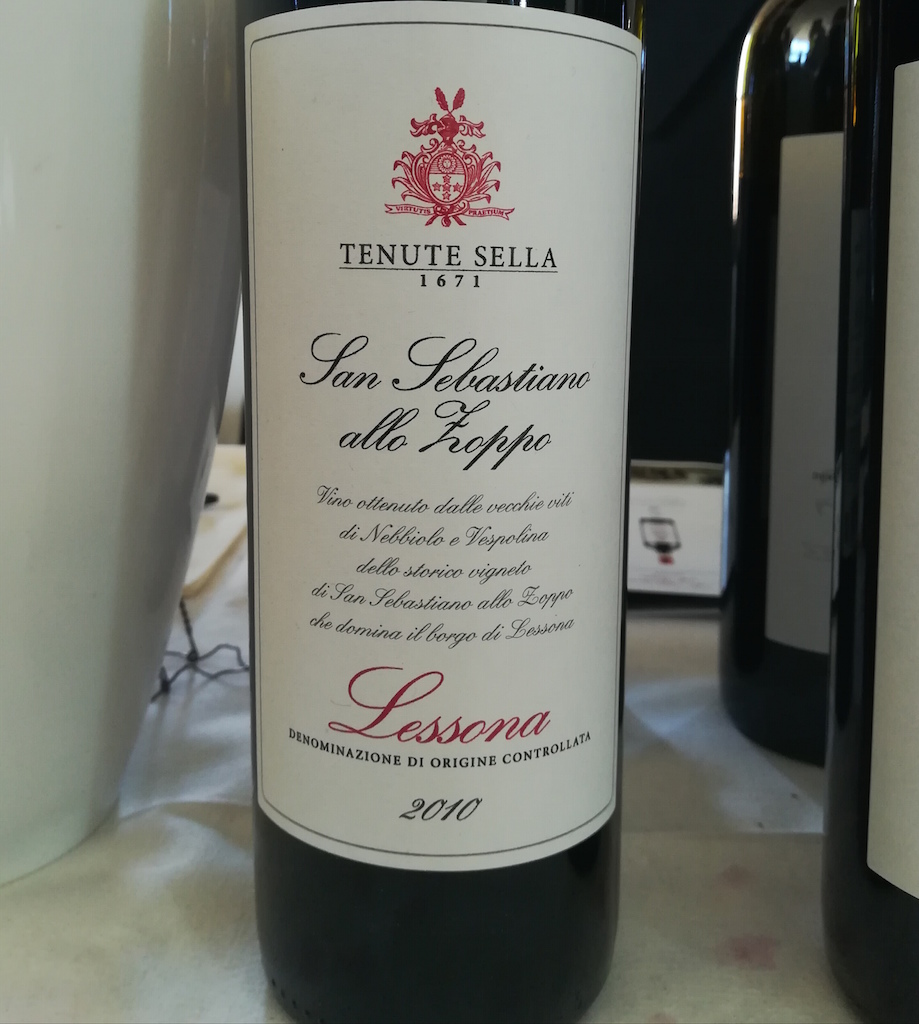 VIRTUTIS PRAETIUM
TENUTE SELLA
1671
San Sebastiano
allo Zoppo
Vino ottenuto dalle vecchie viti
di Nebbiolo e Vespolina
dello storico vigneto
di San Sebastiano allo Zoppo
che domina il borgo di Lessona
Lessona
DENOMINAZIONE DI ORIGINE CONTROLLATA
2010